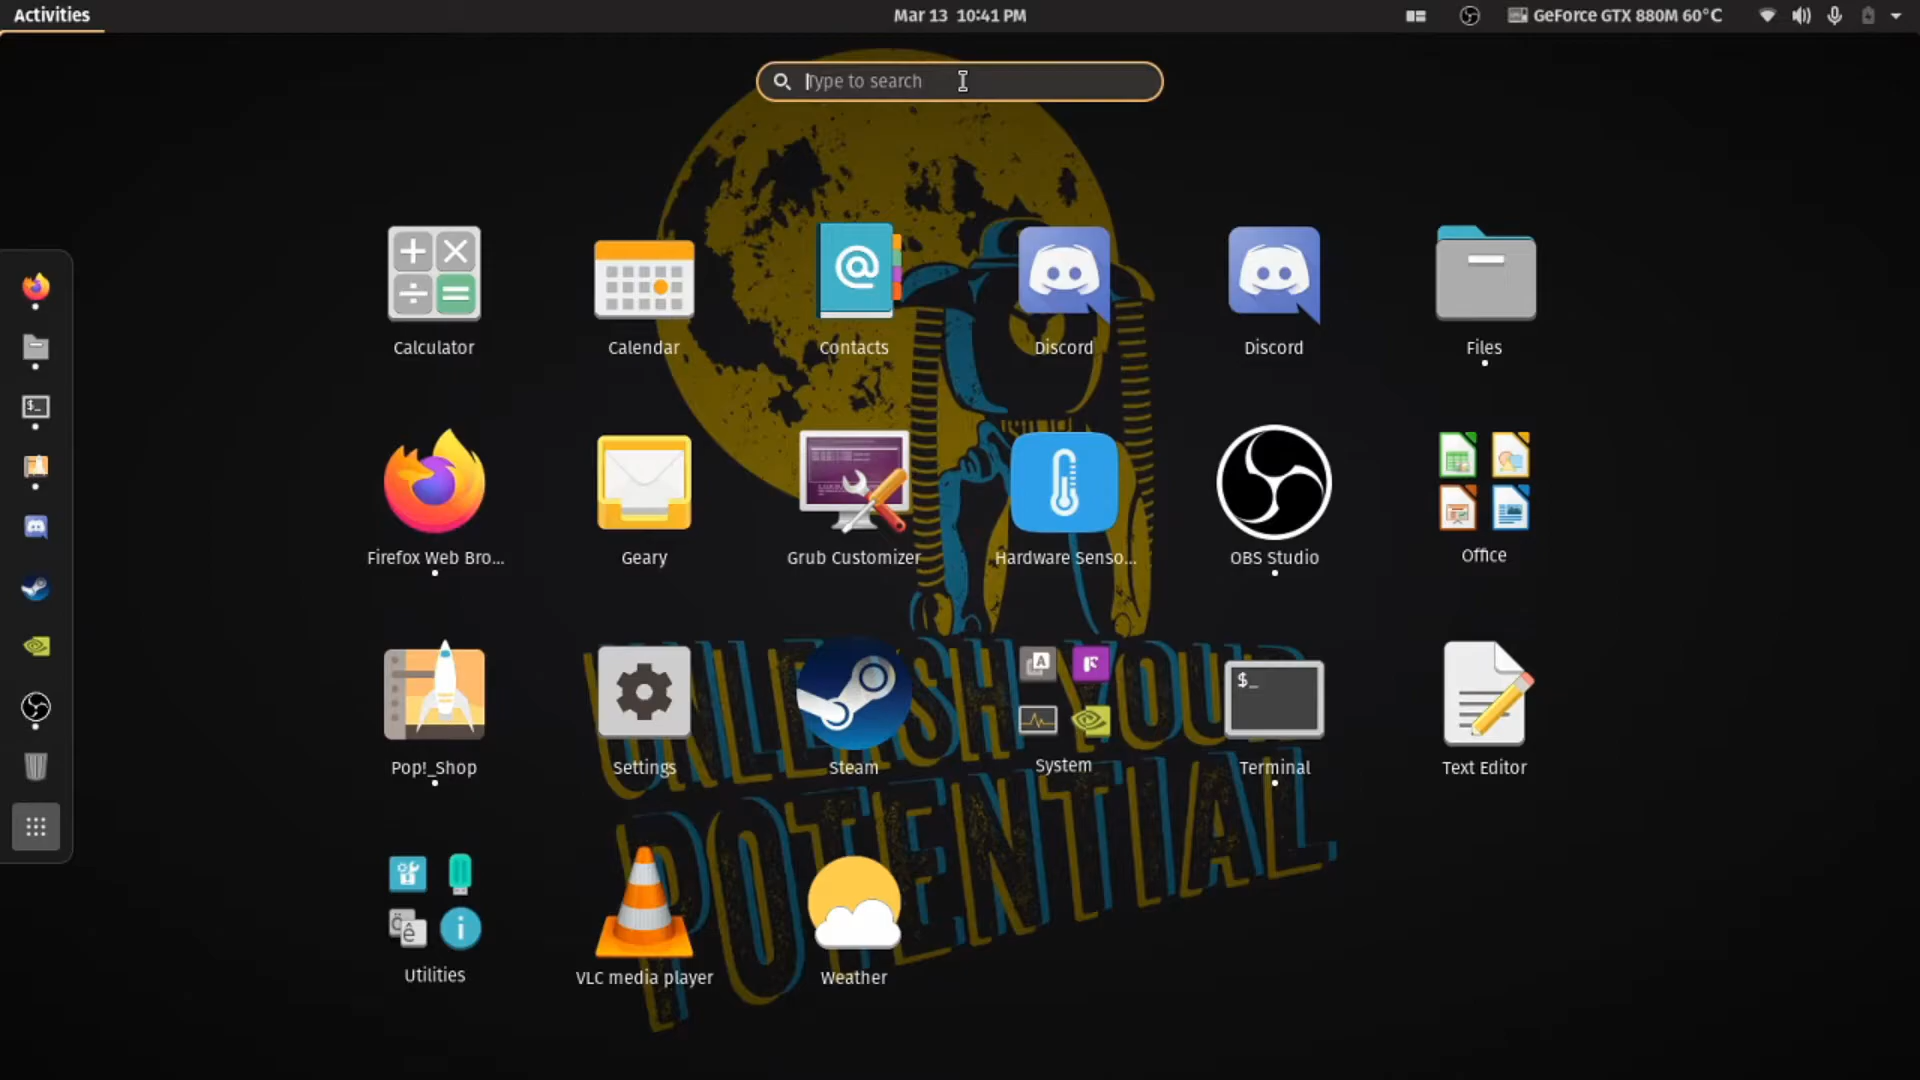 Activities
Mar 13 10:41 PM
GeForce GTX 880M 60°C
Type to search
Calculator
Calendar
Contacts
Discord
Discord
Files
Firefox Web Bro...
Geary
Grub Customizer
Hardware Senso...
OBS Studio
Office
Pop!_Shop
Settings
Steam
System
Terminal
Text Editor
Utilities
VLC media player
Weather
UNLEASH YOUR
POTENTIAL